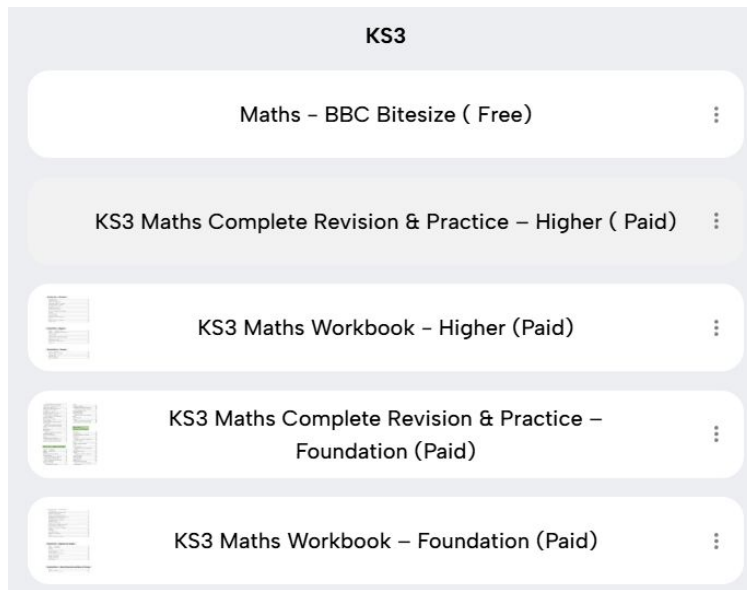 KS3
Maths - BBC Bitesize ( Free)
KS3 Maths Complete Revision & Practice – Higher ( Paid)
KS3 Maths Workbook - Higher (Paid)
KS3 Maths Complete Revision & Practice –
Foundation (Paid)
KS3 Maths Workbook – Foundation (Paid)